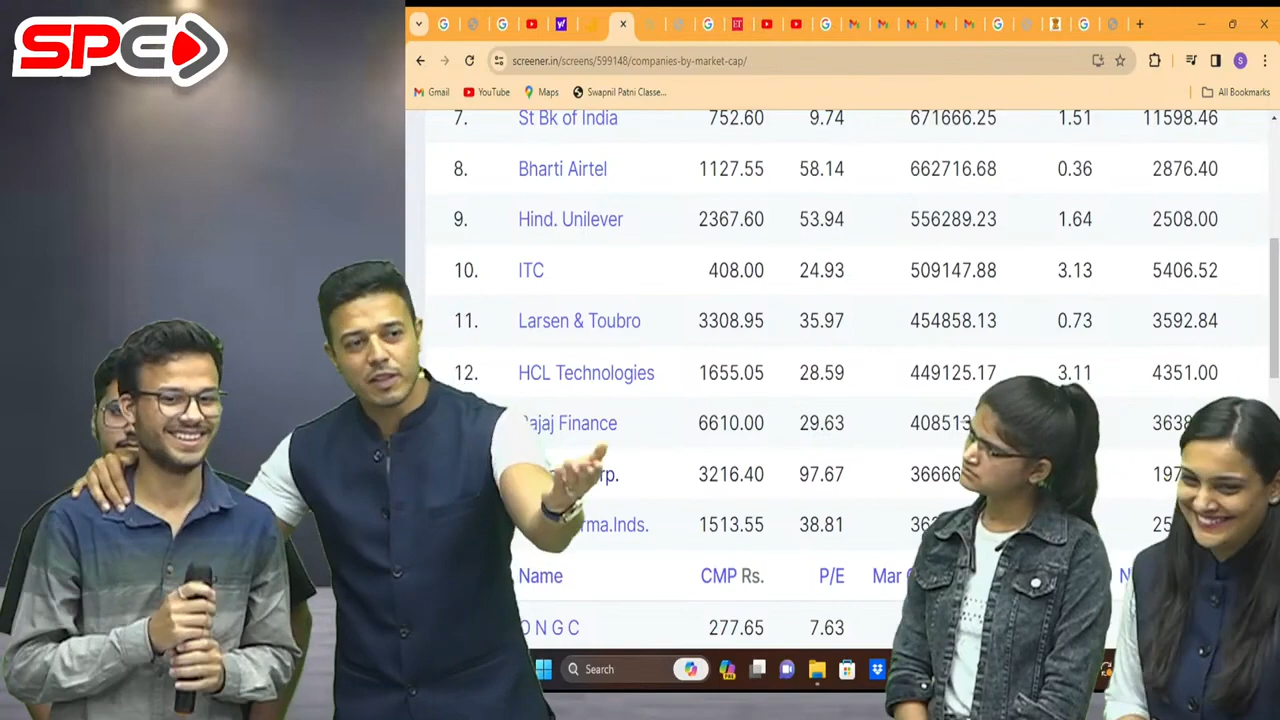 SPC
screener.in/screens/599148/companies-by-market-cap/
Gmail YouTube Maps Swapnil Patni Classe... All Bookmarks
7. St Bk of India 752.60 9.74 671666.25 1.51 11598.46
8. Bharti Airtel 1127.55 58.14 662716.68 0.36 2876.40
9. Hind. Unilever 2367.60 53.94 556289.23 1.64 2508.00
10. ITC 408.00 24.93 509147.88 3.13 5406.52
11. Larsen & Toubro 3308.95 35.97 454858.13 0.73 3592.84
12. HCL Technologies 1655.05 28.59 449125.17 3.11 4351.00
Finance 6610.00 29.63
3216.40 97.67
1513.55 38.81
Name CMP Rs. P/E Mar
O N G C 277.65 7.63
Search